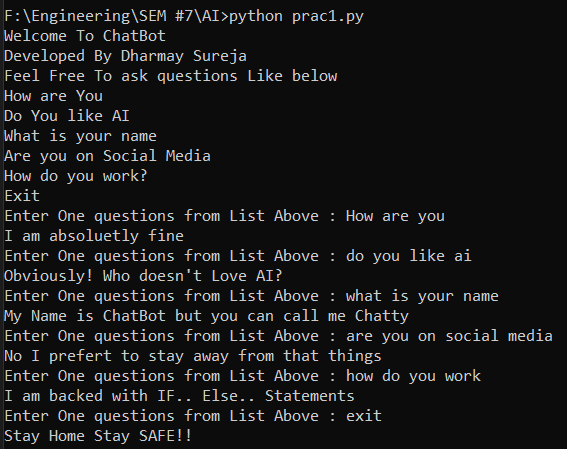 F:\Engineering\SEM #7\AI>python prac1.py
Welcome To ChatBot
Developed By Dharmay Sureja
Feel Free To ask questions Like below
How are You
Do You like AI
What is your name
Are you on Social Media
How do you work?
Exit
Enter One questions from List Above : How are you
I am absoluetly fine
Enter One questions from List Above : do you like ai
Obviously! Who doesn't Love AI?
Enter One questions from List Above : what is your name
My Name is ChatBot but you can call me Chatty
Enter One questions from List Above : are you on social media
No I prefert to stay away from that things
Enter One questions from List Above : how do you work
I am backed with IF.. Else.. Statements
Enter One questions from List Above : exit
Stay Home Stay SAFE!!